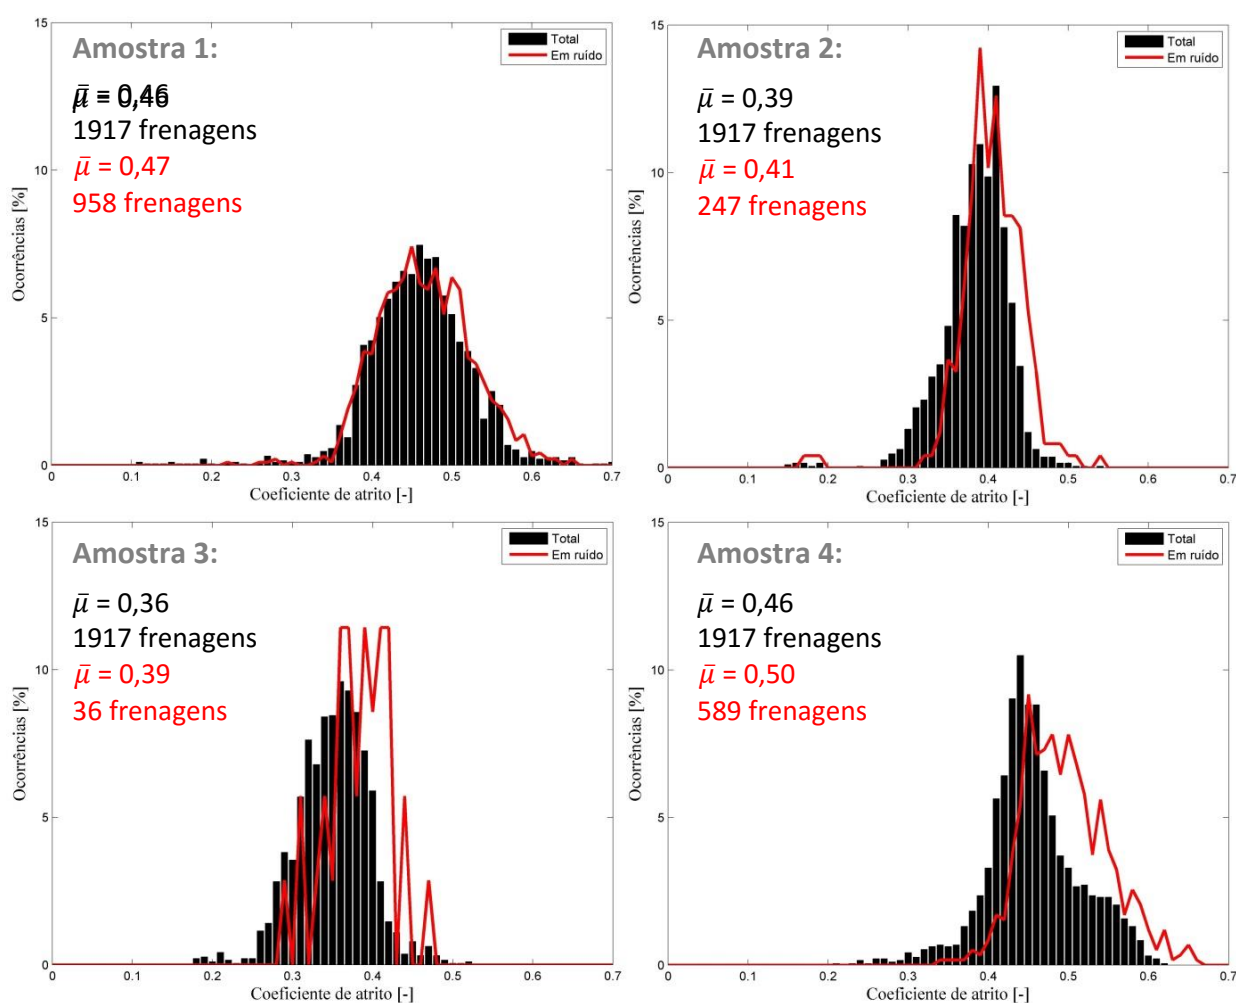 15
Total
Em ruído
Amostra 1:
μ̄ = 0,46
1917 frenagens
μ̄ = 0,47
958 frenagens
10
5
0
Ocorrências [%]
0 0.1 0.2 0.3 0.4 0.5 0.6 0.7
Coeficiente de atrito [-]
15
Total
Em ruído
Amostra 2:
μ̄ = 0,39
1917 frenagens
μ̄ = 0,41
247 frenagens
10
5
0
Ocorrências [%]
0 0.1 0.2 0.3 0.4 0.5 0.6 0.7
Coeficiente de atrito [-]
15
Total
Em ruído
Amostra 3:
μ̄ = 0,36
1917 frenagens
μ̄ = 0,39
36 frenagens
10
5
0
Ocorrências [%]
0 0.1 0.2 0.3 0.4 0.5 0.6 0.7
Coeficiente de atrito [-]
15
Total
Em ruído
Amostra 4:
μ̄ = 0,46
1917 frenagens
μ̄ = 0,50
589 frenagens
10
5
0
Ocorrências [%]
0 0.1 0.2 0.3 0.4 0.5 0.6 0.7
Coeficiente de atrito [-]